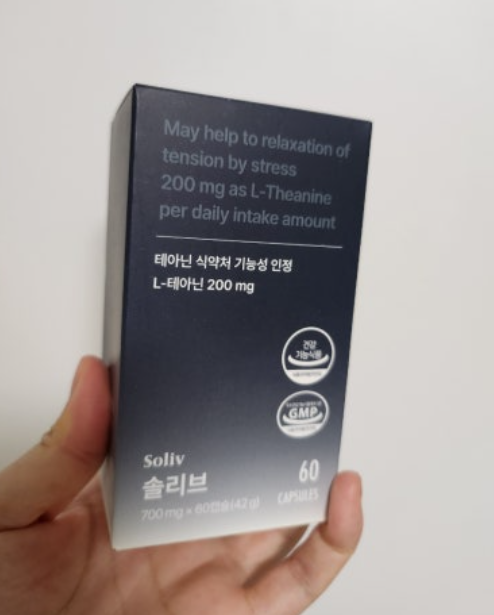 May help to relaxation of
tension by stress
200 mg as L-Theanine
per daily intake amount
테아닌 식약처 기능성 인정
L-테아닌 200 mg
건강
기능식품
GMP
Soliv
솔리브
700 mg × 60캡슐(42 g)
60
CAPSULES